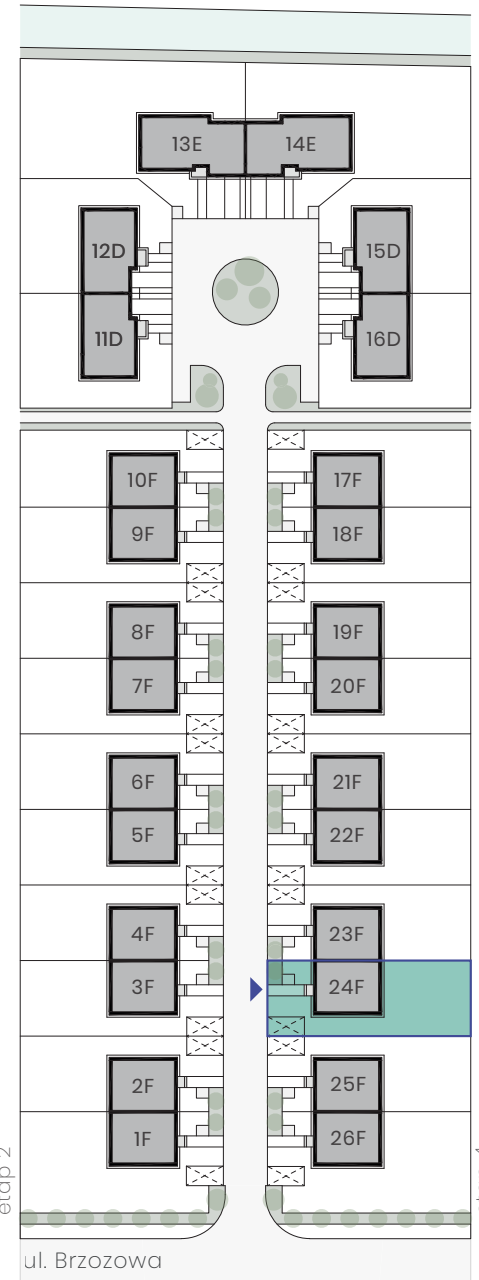 13E 14E
12D 15D
11D 16D
10F 17F
9F 18F
8F 19F
7F 20F
6F 21F
5F 22F
4F 23F
3F 24F
2F 25F
1F 26F
etap 2
ul. Brzozowa